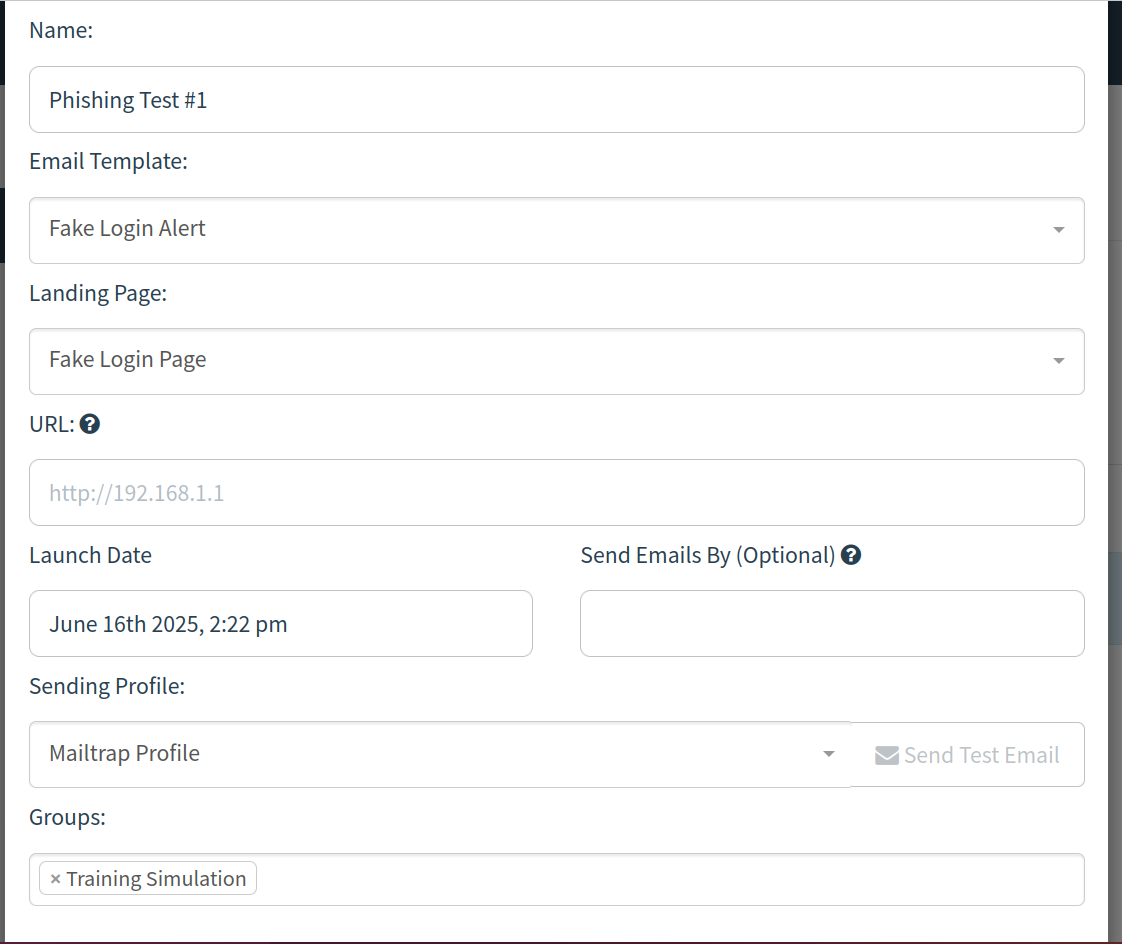 Name:
Phishing Test #1
Email Template:
Fake Login Alert
Landing Page:
Fake Login Page
URL: ?
http://192.168.1.1
Launch Date
Send Emails By (Optional) ?
June 16th 2025, 2:22 pm
Sending Profile:
Mailtrap Profile
Send Test Email
Groups:
× Training Simulation